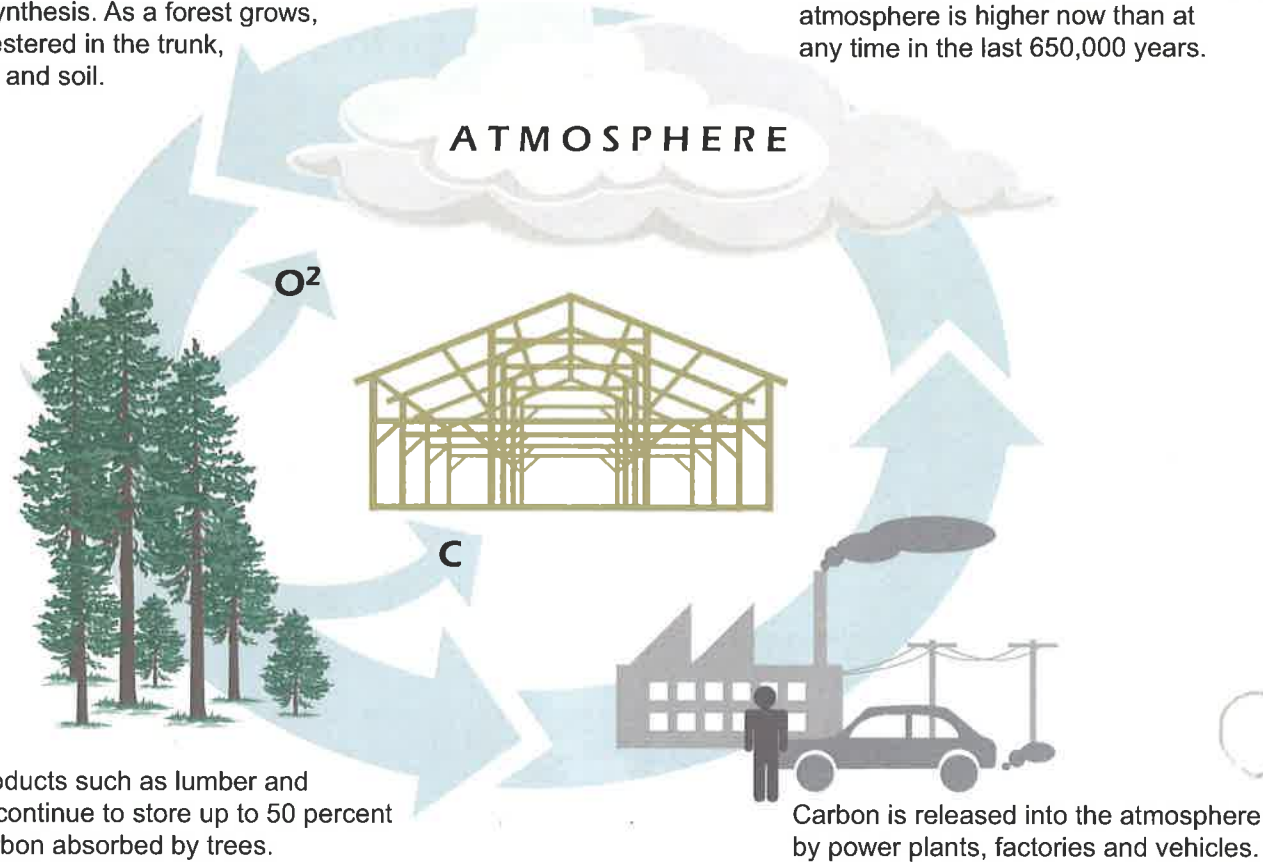 ynthesis. As a forest grows,
estered in the trunk,
and soil.
atmosphere is higher now than at
any time in the last 650,000 years.
ATMOSPHERE
O²
C
oducts such as lumber and
continue to store up to 50 percent
rbon absorbed by trees.
Carbon is released into the atmosphere
by power plants, factories and vehicles.